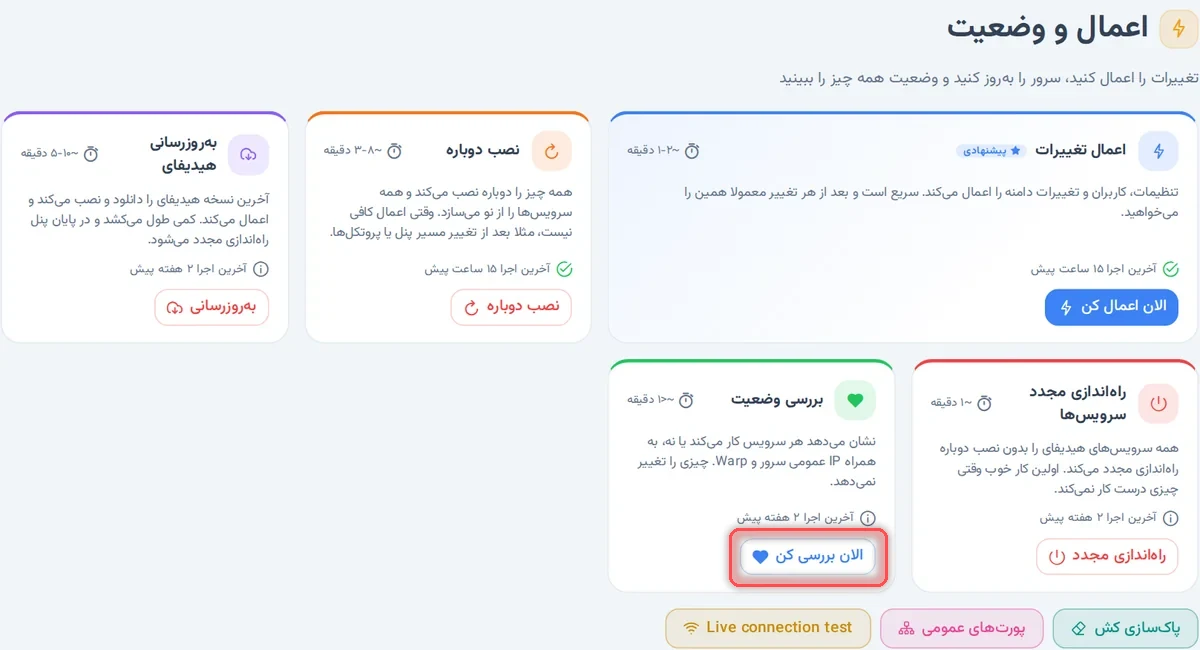 اعمال و وضعیت
تغییرات را اعمال کنید، سرور را به‌روز کنید و وضعیت همه چیز را ببینید
اعمال تغییرات
پیشنهادی
~۱-۲ دقیقه
تنظیمات، کاربران و تغییرات دامنه را اعمال می‌کند. سریع است و بعد از هر تغییر معمولا همین را
می‌خواهید.
آخرین اجرا ۱۵ ساعت پیش
الان اعمال کن
نصب دوباره
~۳-۸ دقیقه
همه چیز را دوباره نصب می‌کند و همه
سرویس‌ها را از نو می‌سازد. وقتی اعمال کافی
نیست، مثلا بعد از تغییر مسیر پنل یا پروتکل‌ها.
آخرین اجرا ۱۵ ساعت پیش
نصب دوباره
به‌روزرسانی
هیدیفای
~۵-۱۰ دقیقه
آخرین نسخه هیدیفای را دانلود و نصب می‌کند و
اعمال می‌کند. کمی طول می‌کشد و در پایان پنل
راه‌اندازی مجدد می‌شود.
آخرین اجرا ۲ هفته پیش
به‌روزرسانی
راه‌اندازی مجدد
سرویس‌ها
~۱ دقیقه
همه سرویس‌های هیدیفای را بدون نصب دوباره
راه‌اندازی مجدد می‌کند. اولین کار خوب وقتی
چیزی درست کار نمی‌کند.
آخرین اجرا ۲ هفته پیش
راه‌اندازی مجدد
بررسی وضعیت
~<۱ دقیقه
نشان می‌دهد هر سرویس کار می‌کند یا نه، به
همراه IP عمومی سرور و Warp. چیزی را تغییر
نمی‌دهد.
آخرین اجرا ۲ هفته پیش
الان بررسی کن
پاک‌سازی کش
پورت‌های عمومی
Live connection test